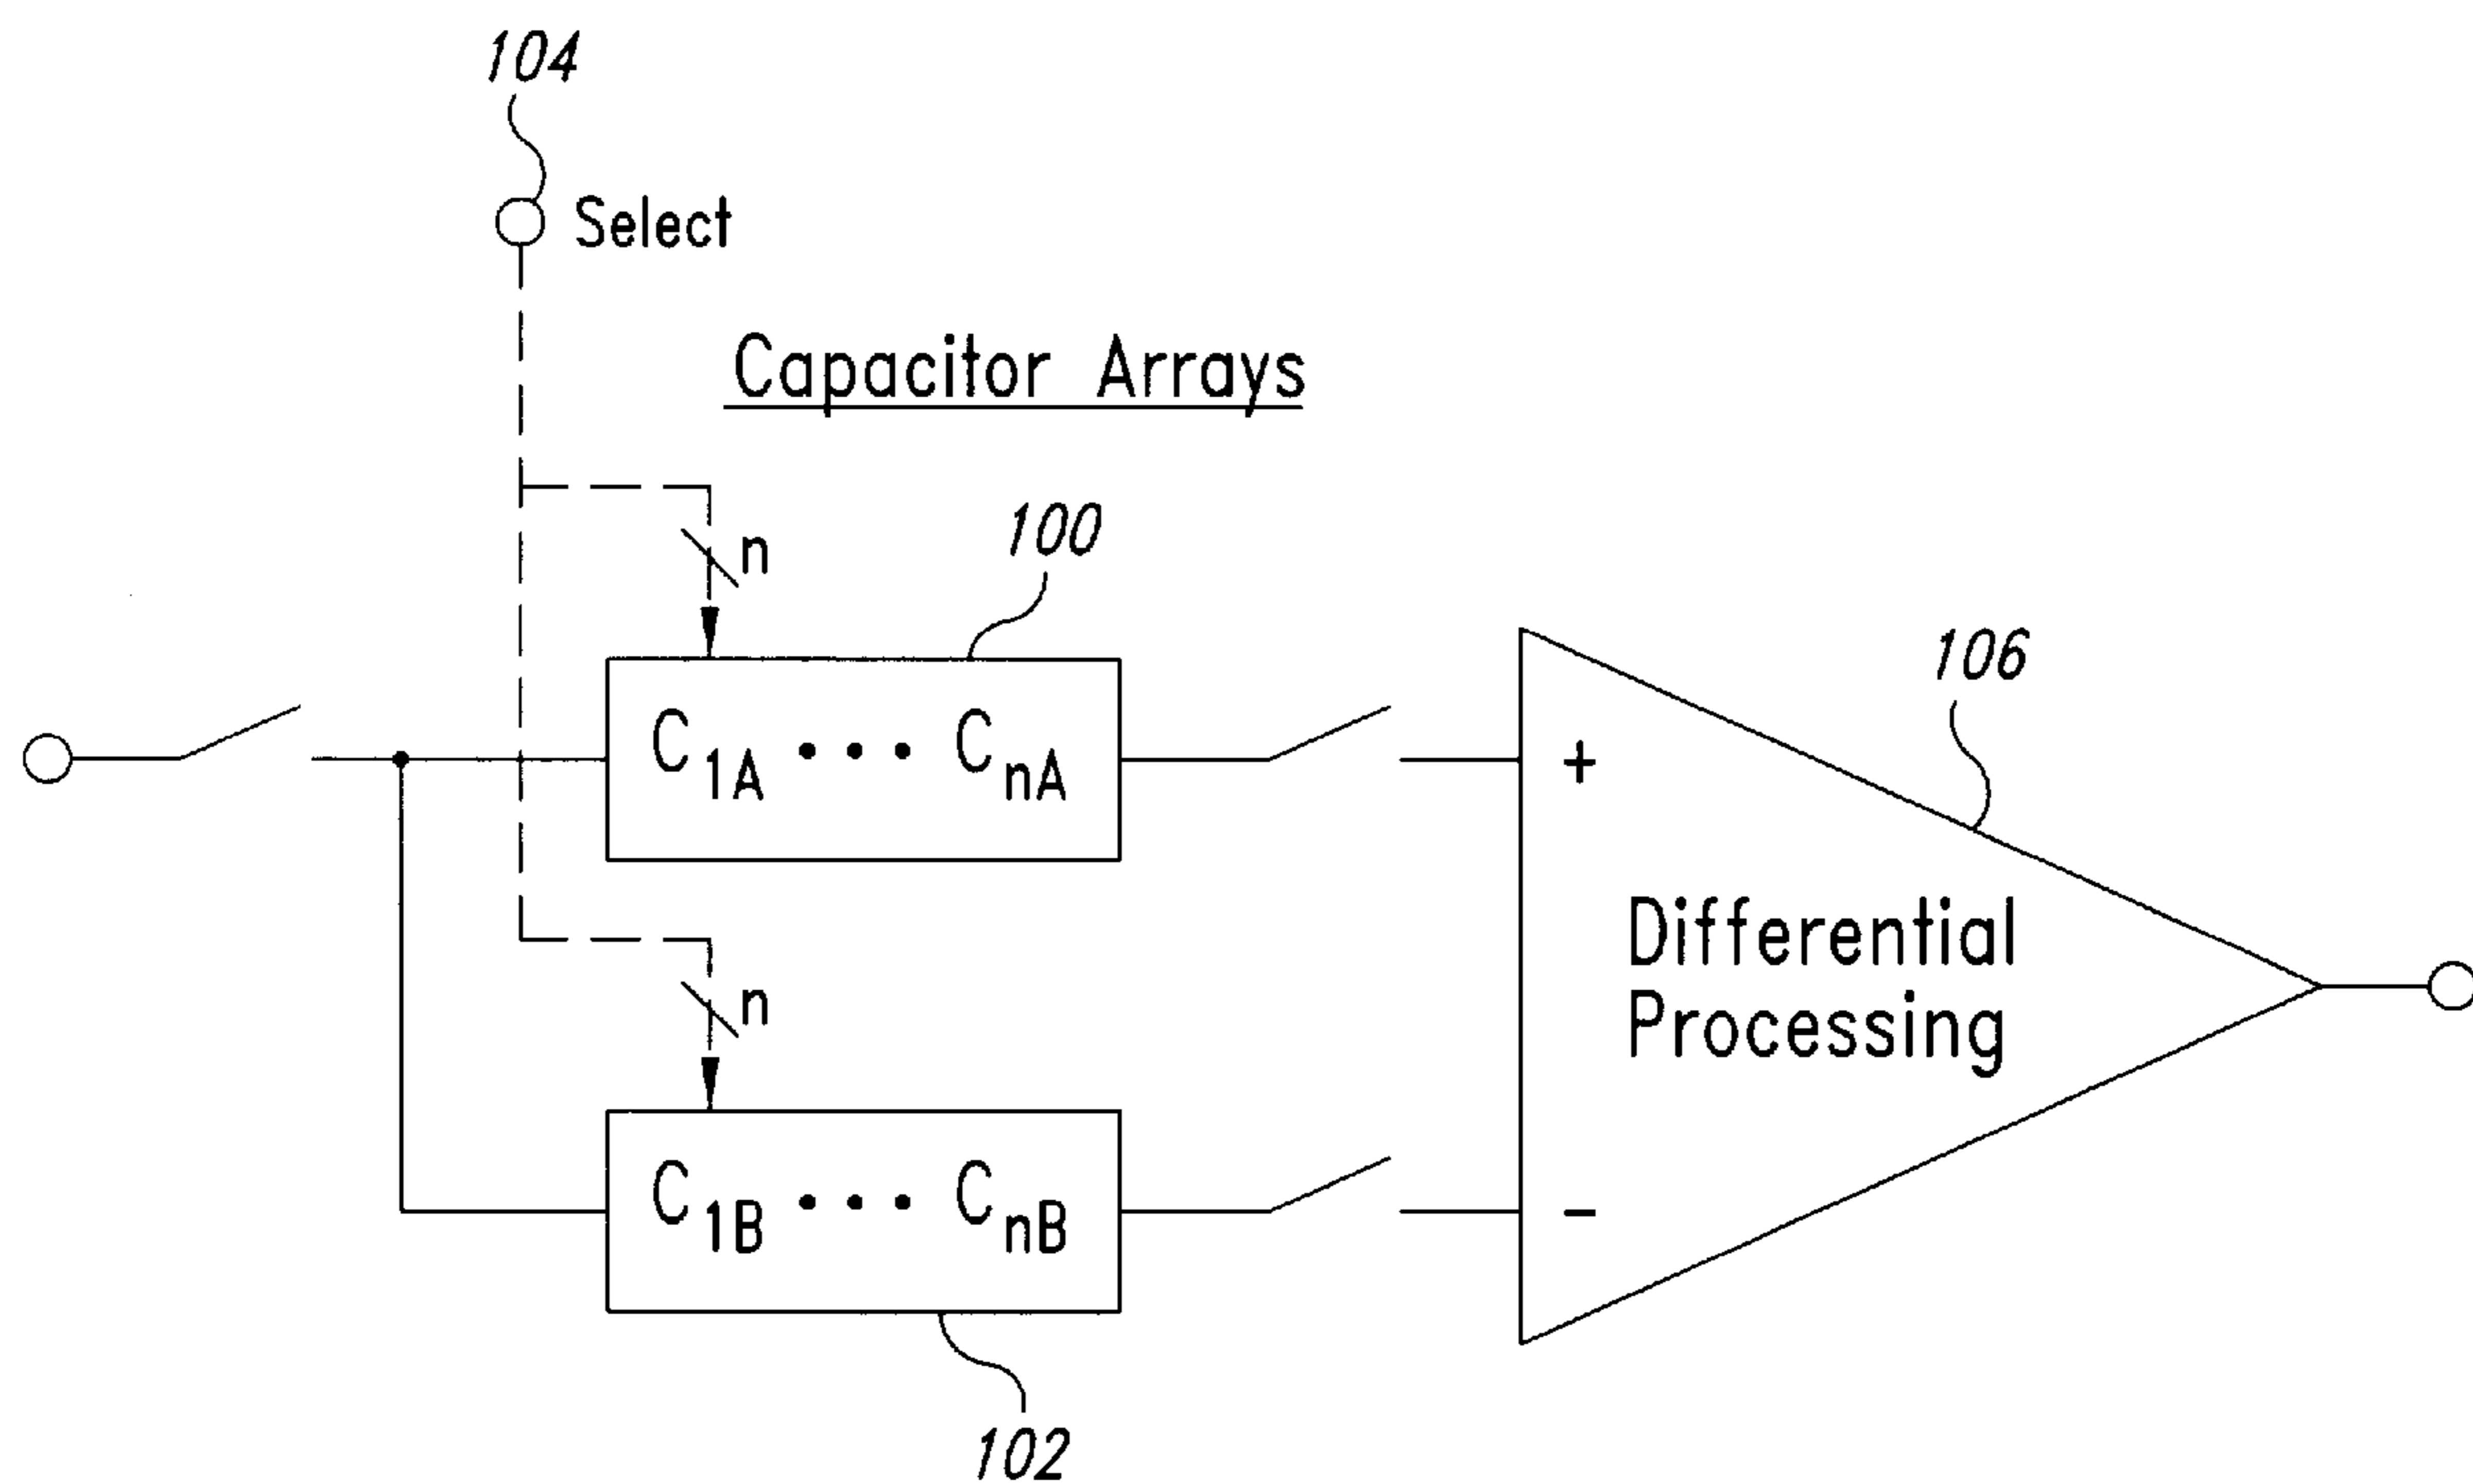 104
Select
Capacitor Arrays
n
100
106
C1A • • • CnA
+
Differential
Processing
n
C1B • • • CnB
-
102